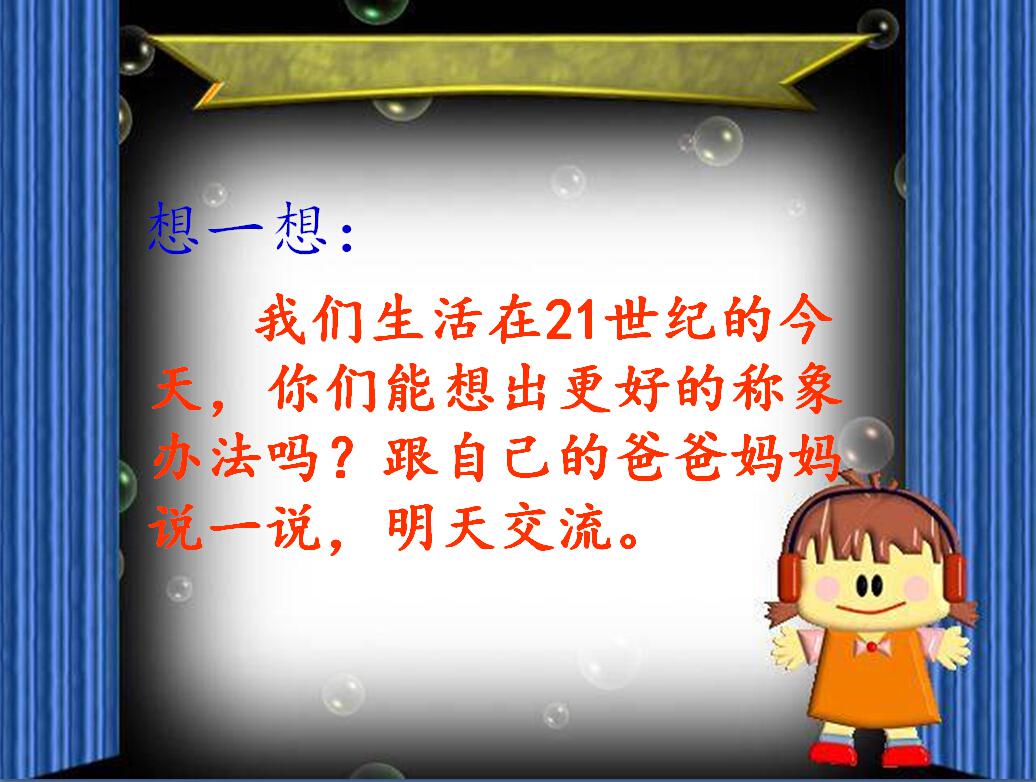 想一想：
我们生活在21世纪的今
天，你们能想出更好的称象
办法吗？跟自己的爸爸妈妈
说一说，明天交流。